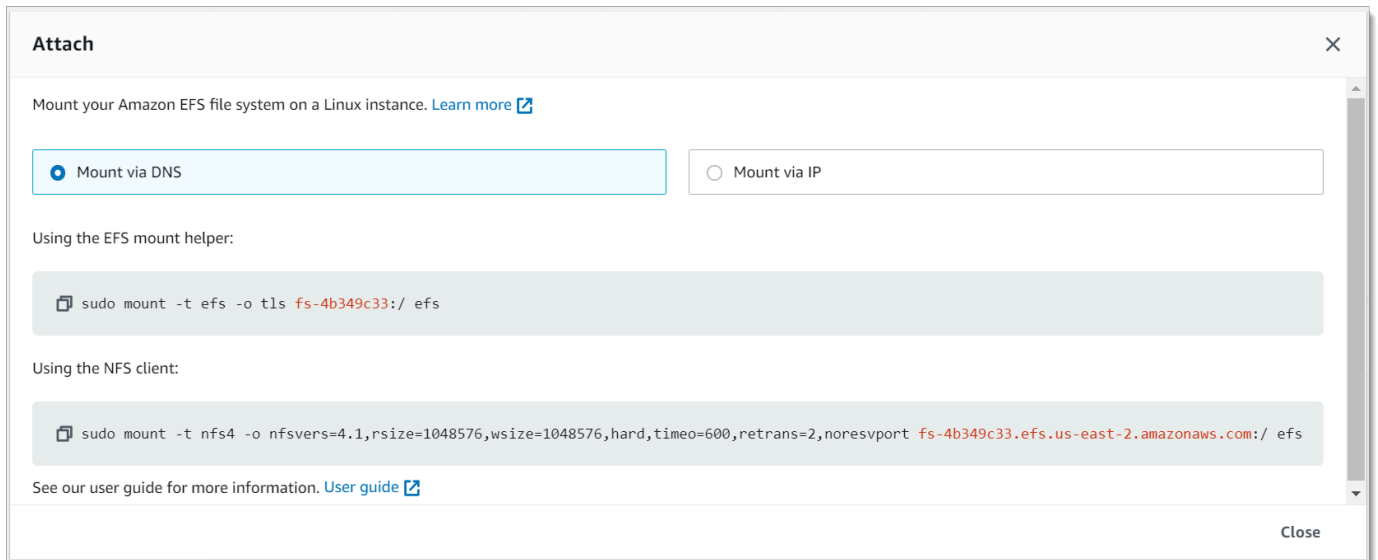 Attach
Mount your Amazon EFS file system on a Linux instance. Learn more
Mount via DNS
Mount via IP
Using the EFS mount helper:
sudo mount -t efs -o tls fs-4b349c33:/ efs
Using the NFS client:
sudo mount -t nfs4 -o nfsvers=4.1,rsize=1048576,wsize=1048576,hard,timeo=600,retrans=2,noresvport fs-4b349c33.efs.us-east-2.amazonaws.com:/ efs
See our user guide for more information. User guide
Close